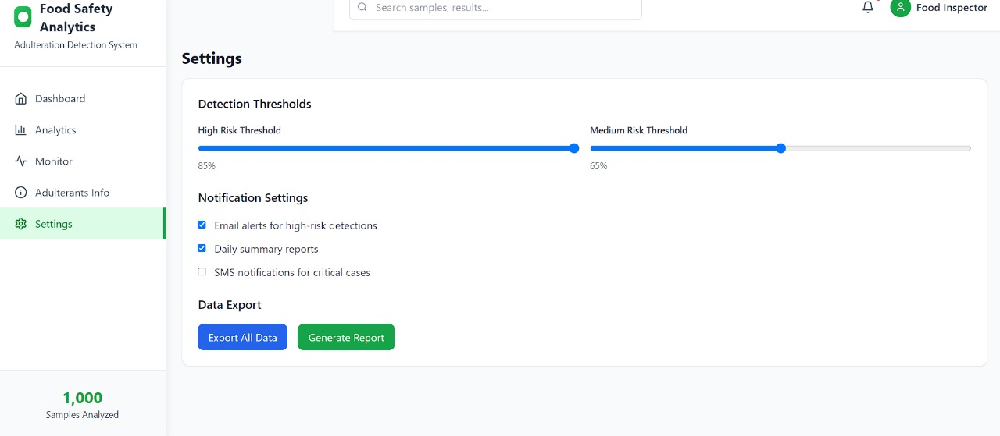 Food Safety
Analytics
Adulteration Detection System
Search samples, results...
Food Inspector
Dashboard
Analytics
Monitor
Adulterants Info
Settings
1,000
Samples Analyzed
Settings
Detection Thresholds
High Risk Threshold
85%
Medium Risk Threshold
65%
Notification Settings
Email alerts for high-risk detections
Daily summary reports
SMS notifications for critical cases
Data Export
Export All Data
Generate Report